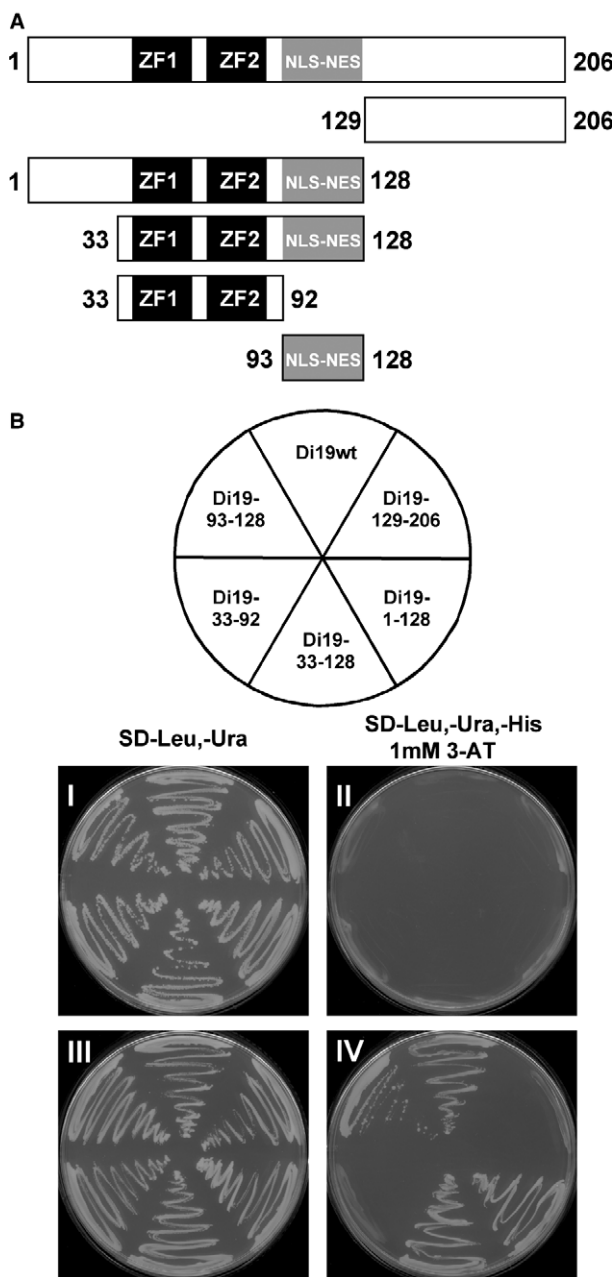 A
1 ZF1 ZF2 NLS-NES 206
129 206
1 ZF1 ZF2 NLS-NES 128
33 ZF1 ZF2 NLS-NES 128
33 ZF1 ZF2 92
93 NLS-NES 128
B
Di19wt
Di19-
93-128
Di19-
129-206
Di19-
33-92
Di19-
1-128
Di19-
33-128
SD-Leu,-Ura
SD-Leu,-Ura,-His
1mM 3-AT
I
II
III
IV